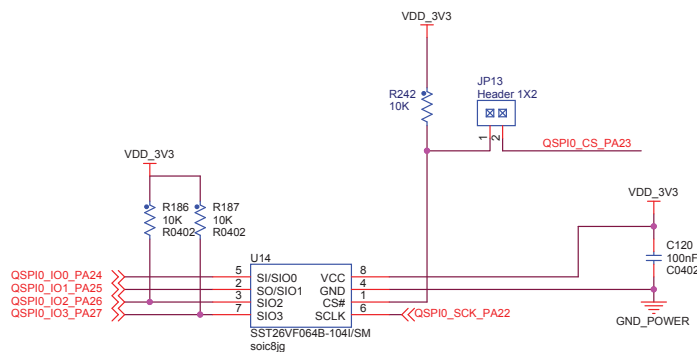 VDD_3V3
JP13
Header 1X2
R242
10K
1
2
QSPI0_CS_PA23
VDD_3V3
VDD_3V3
R186
10K
R0402
R187
10K
R0402
C120
100nF
C0402
U14
QSPI0_IO0_PA24
5
SI/SIO0
VCC
8
QSPI0_IO1_PA25
2
SO/SIO1
GND
4
QSPI0_IO2_PA26
3
SIO2
CS#
1
QSPI0_IO3_PA27
7
SIO3
SCLK
6
QSPI0_SCK_PA22
SST26VF064B-104I/SM
soic8jg
GND_POWER